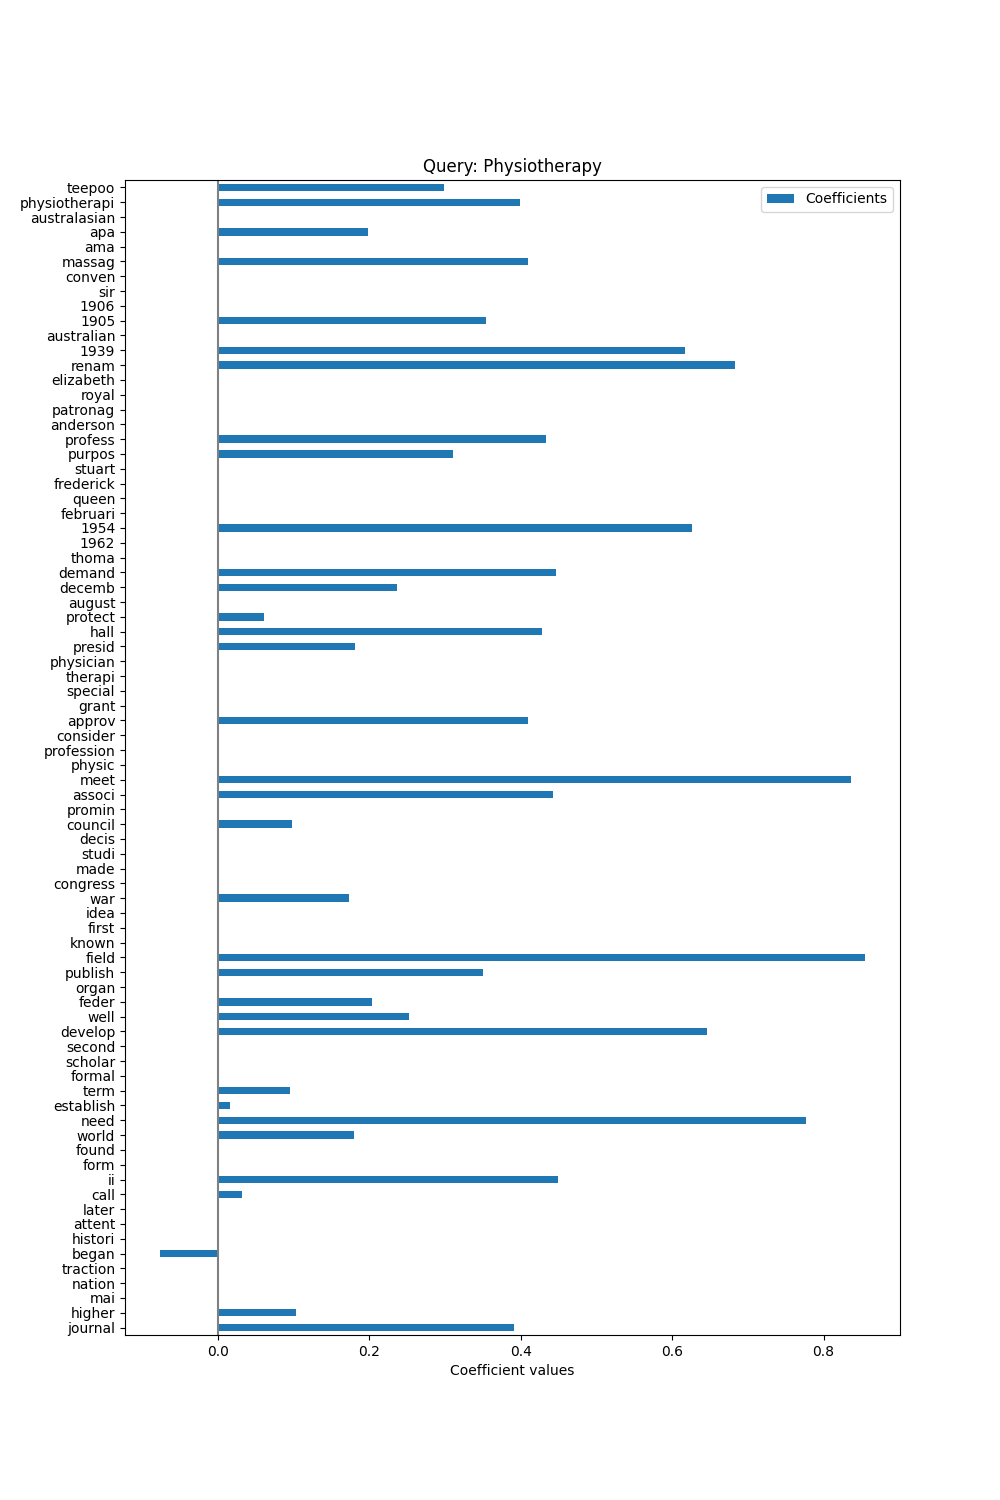 Query: Physiotherapy
Coefficients
teepoo
physiotherapi
australasian
apa
ama
massag
conven
sir
1906
1905
australian
1939
renam
elizabeth
royal
patronag
anderson
profess
purpos
stuart
frederick
queen
februari
1954
1962
thoma
demand
decemb
august
protect
hall
presid
physician
therapi
special
grant
approv
consider
profession
physic
meet
associ
promin
council
decis
studi
made
congress
war
idea
first
known
field
publish
organ
feder
well
develop
second
scholar
formal
term
establish
need
world
found
form
ii
call
later
attent
histori
began
traction
nation
mai
higher
journal
0.0 0.2 0.4 0.6 0.8
Coefficient values